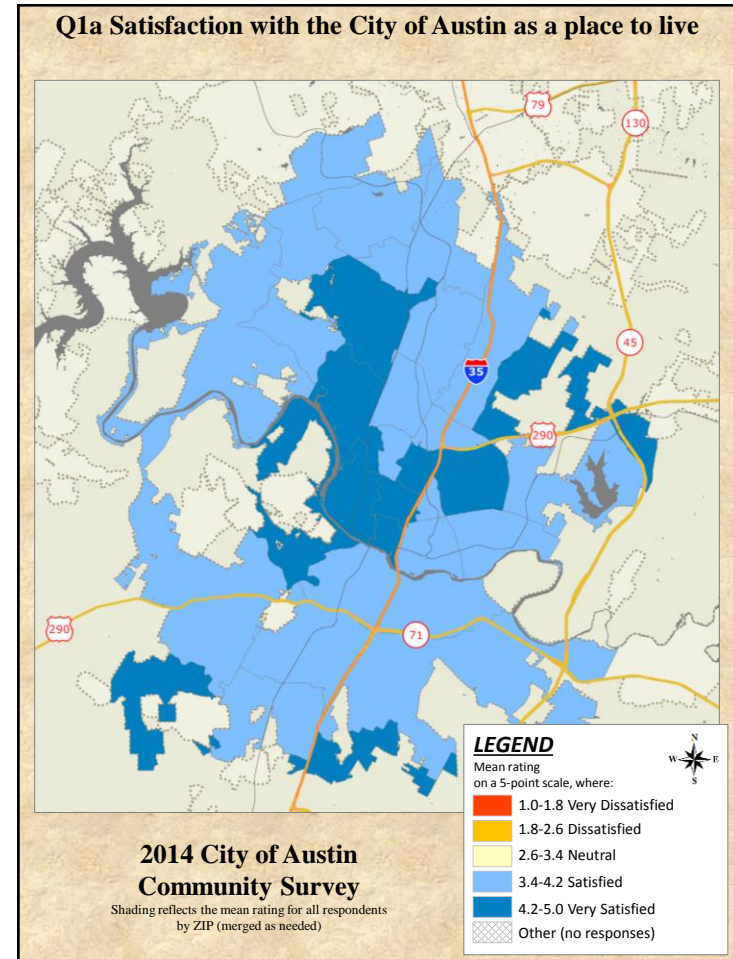 Q1a Satisfaction with the City of Austin as a place to live
79
130
45
35
290
290
71
LEGEND
Mean rating
on a 5-point scale, where:
N
W E
S
1.0-1.8 Very Dissatisfied
1.8-2.6 Dissatisfied
2.6-3.4 Neutral
3.4-4.2 Satisfied
4.2-5.0 Very Satisfied
Other (no responses)
2014 City of Austin
Community Survey
Shading reflects the mean rating for all respondents
by ZIP (merged as needed)